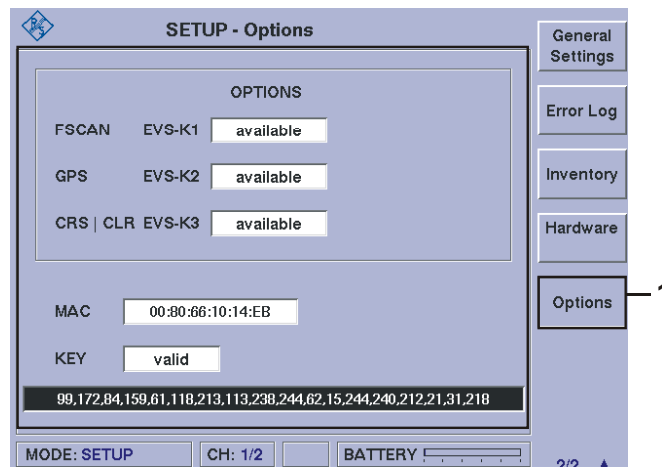 R&S
SETUP - Options
OPTIONS
FSCAN EVS-K1 available
GPS EVS-K2 available
CRS | CLR EVS-K3 available
MAC 00:80:66:10:14:EB
KEY valid
99,172,84,159,61,118,213,113,238,244,62,15,244,240,212,21,31,218
MODE: SETUP CH: 1/2 BATTERY
General
Settings
Error Log
Inventory
Hardware
Options
1
2/2